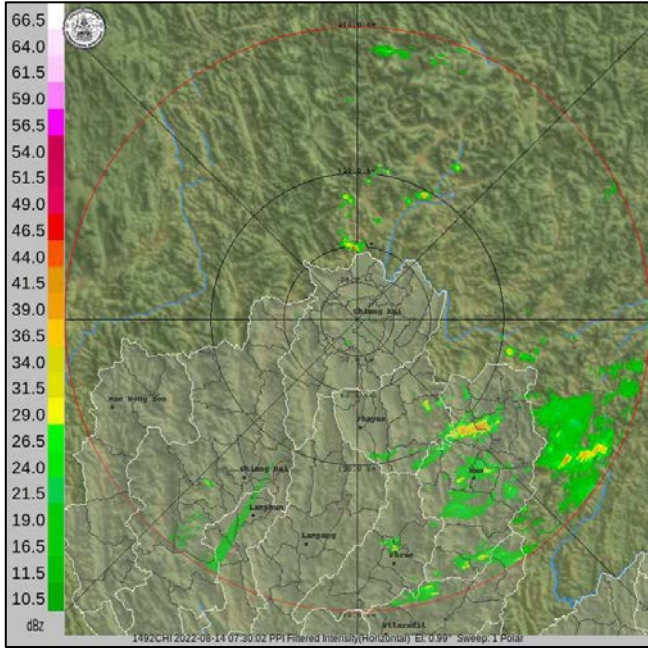 66.5
64.0
61.5
59.0
56.5
54.0
51.5
49.0
46.5
44.0
41.5
39.0
36.5
34.0
31.5
29.0
26.5
24.0
21.5
19.0
16.5
14.0
11.5
10.5
dBz
Chiang Rai
Mae Hong Son
Phayao
Chiang Mai
Nan
Lamphun
Lampang
Phrae
Uttaradit
1492CHI 2022-08-14 07:30:02 PPI Filtered Intensity(Horizontal) El: 0.99° Sweep: 1 Polar